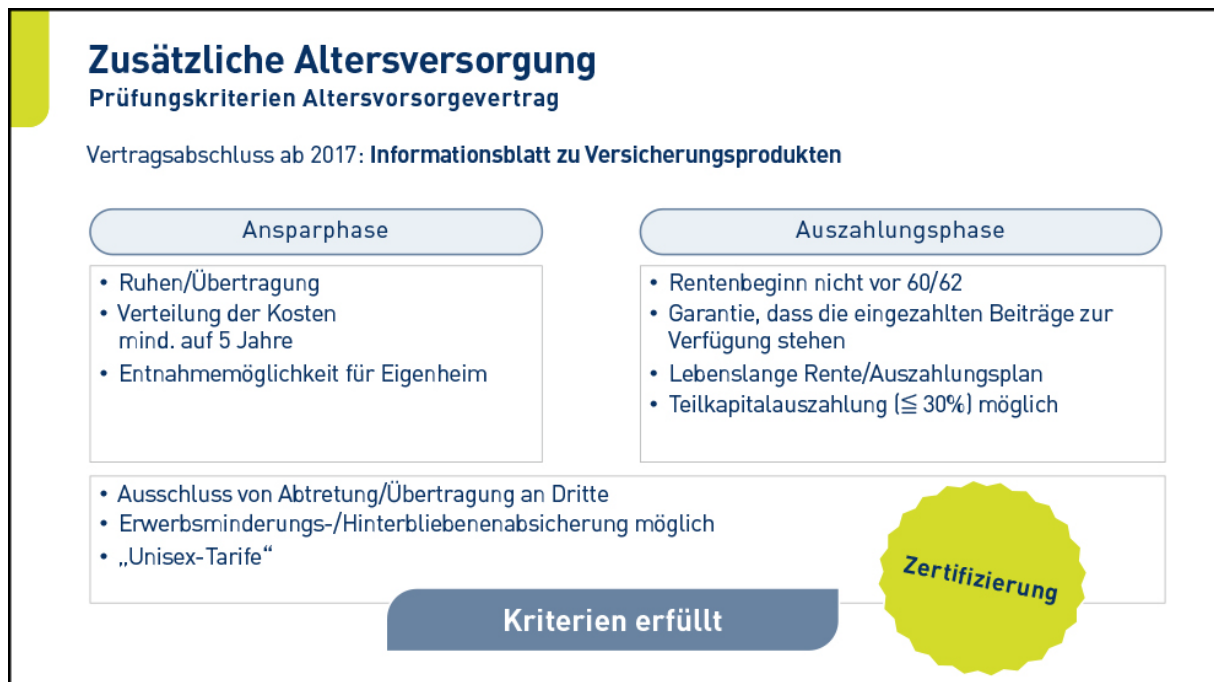 Zusätzliche Altersversorgung
Prüfungskriterien Altersvorsorgevertrag
Vertragsabschluss ab 2017: Informationsblatt zu Versicherungsprodukten
Ansparphase
• Ruhen/Übertragung
• Verteilung der Kosten
mind. auf 5 Jahre
• Entnahmemöglichkeit für Eigenheim
Auszahlungsphase
• Rentenbeginn nicht vor 60/62
• Garantie, dass die eingezahlten Beiträge zur
Verfügung stehen
• Lebenslange Rente/Auszahlungsplan
• Teilkapitalauszahlung (≦ 30%) möglich
• Ausschluss von Abtretung/Übertragung an Dritte
• Erwerbsminderungs-/Hinterbliebenenabsicherung möglich
• „Unisex-Tarife“
Zertifizierung
Kriterien erfüllt